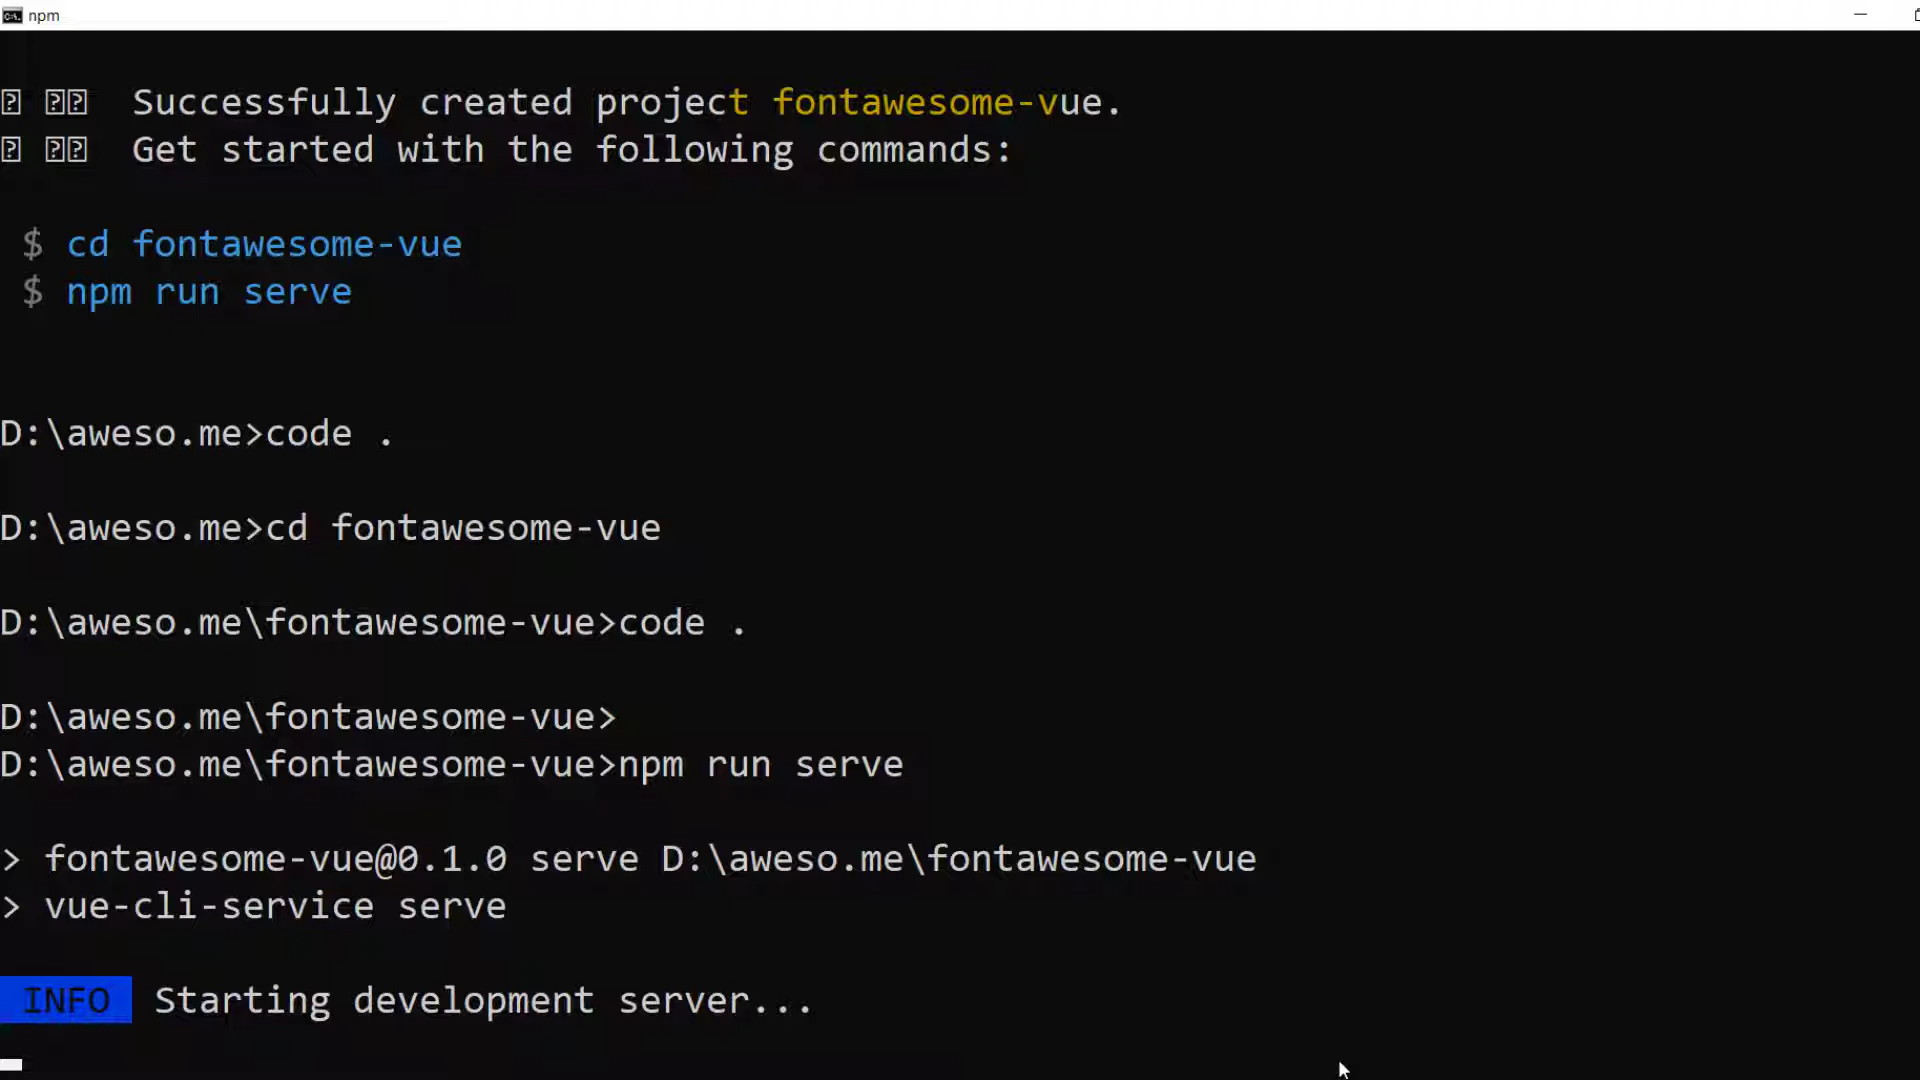 npm
Successfully created project fontawesome-vue.
Get started with the following commands:
$ cd fontawesome-vue
$ npm run serve
D:\aweso.me>code .
D:\aweso.me>cd fontawesome-vue
D:\aweso.me\fontawesome-vue>code .
D:\aweso.me\fontawesome-vue>
D:\aweso.me\fontawesome-vue>npm run serve
> fontawesome-vue@0.1.0 serve D:\aweso.me\fontawesome-vue
> vue-cli-service serve
INFO Starting development server...